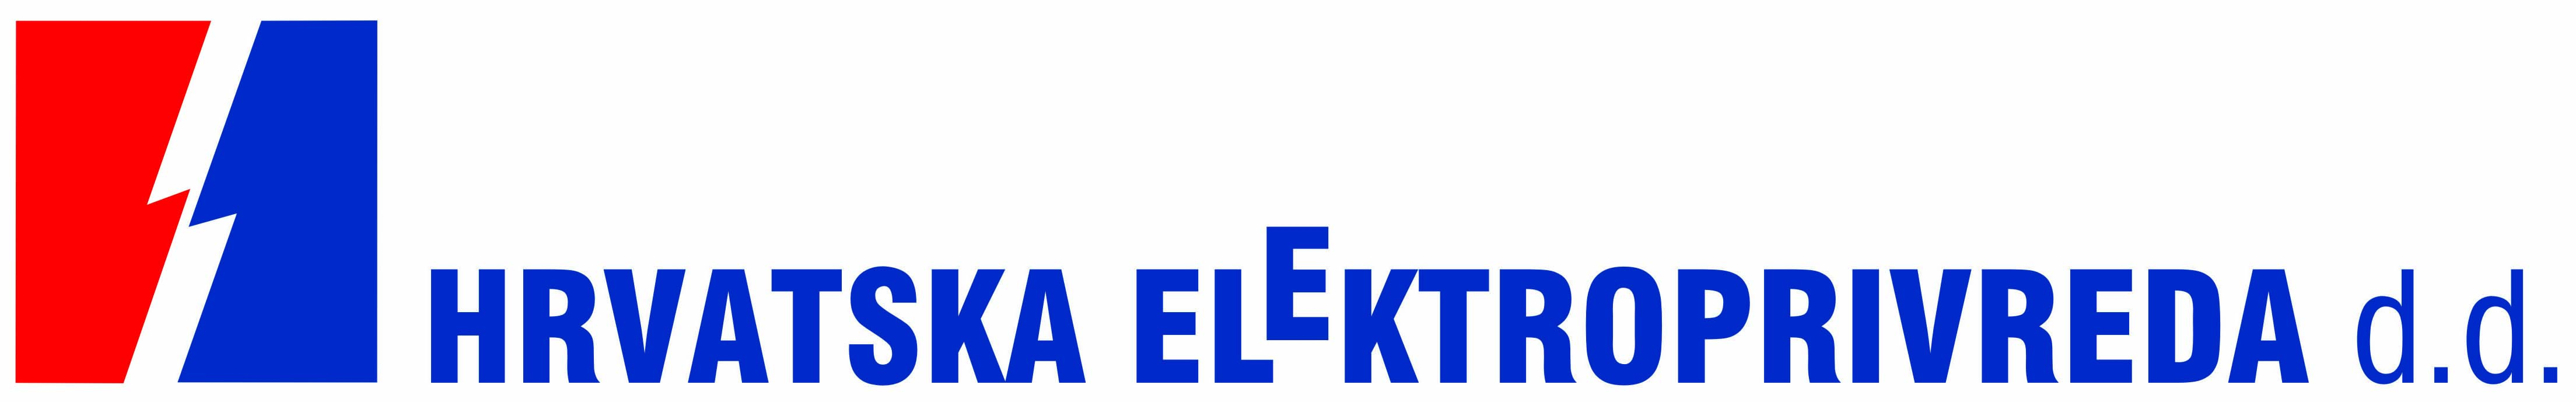 HRVATSKA ELEKTROPRIVREDA d.d.